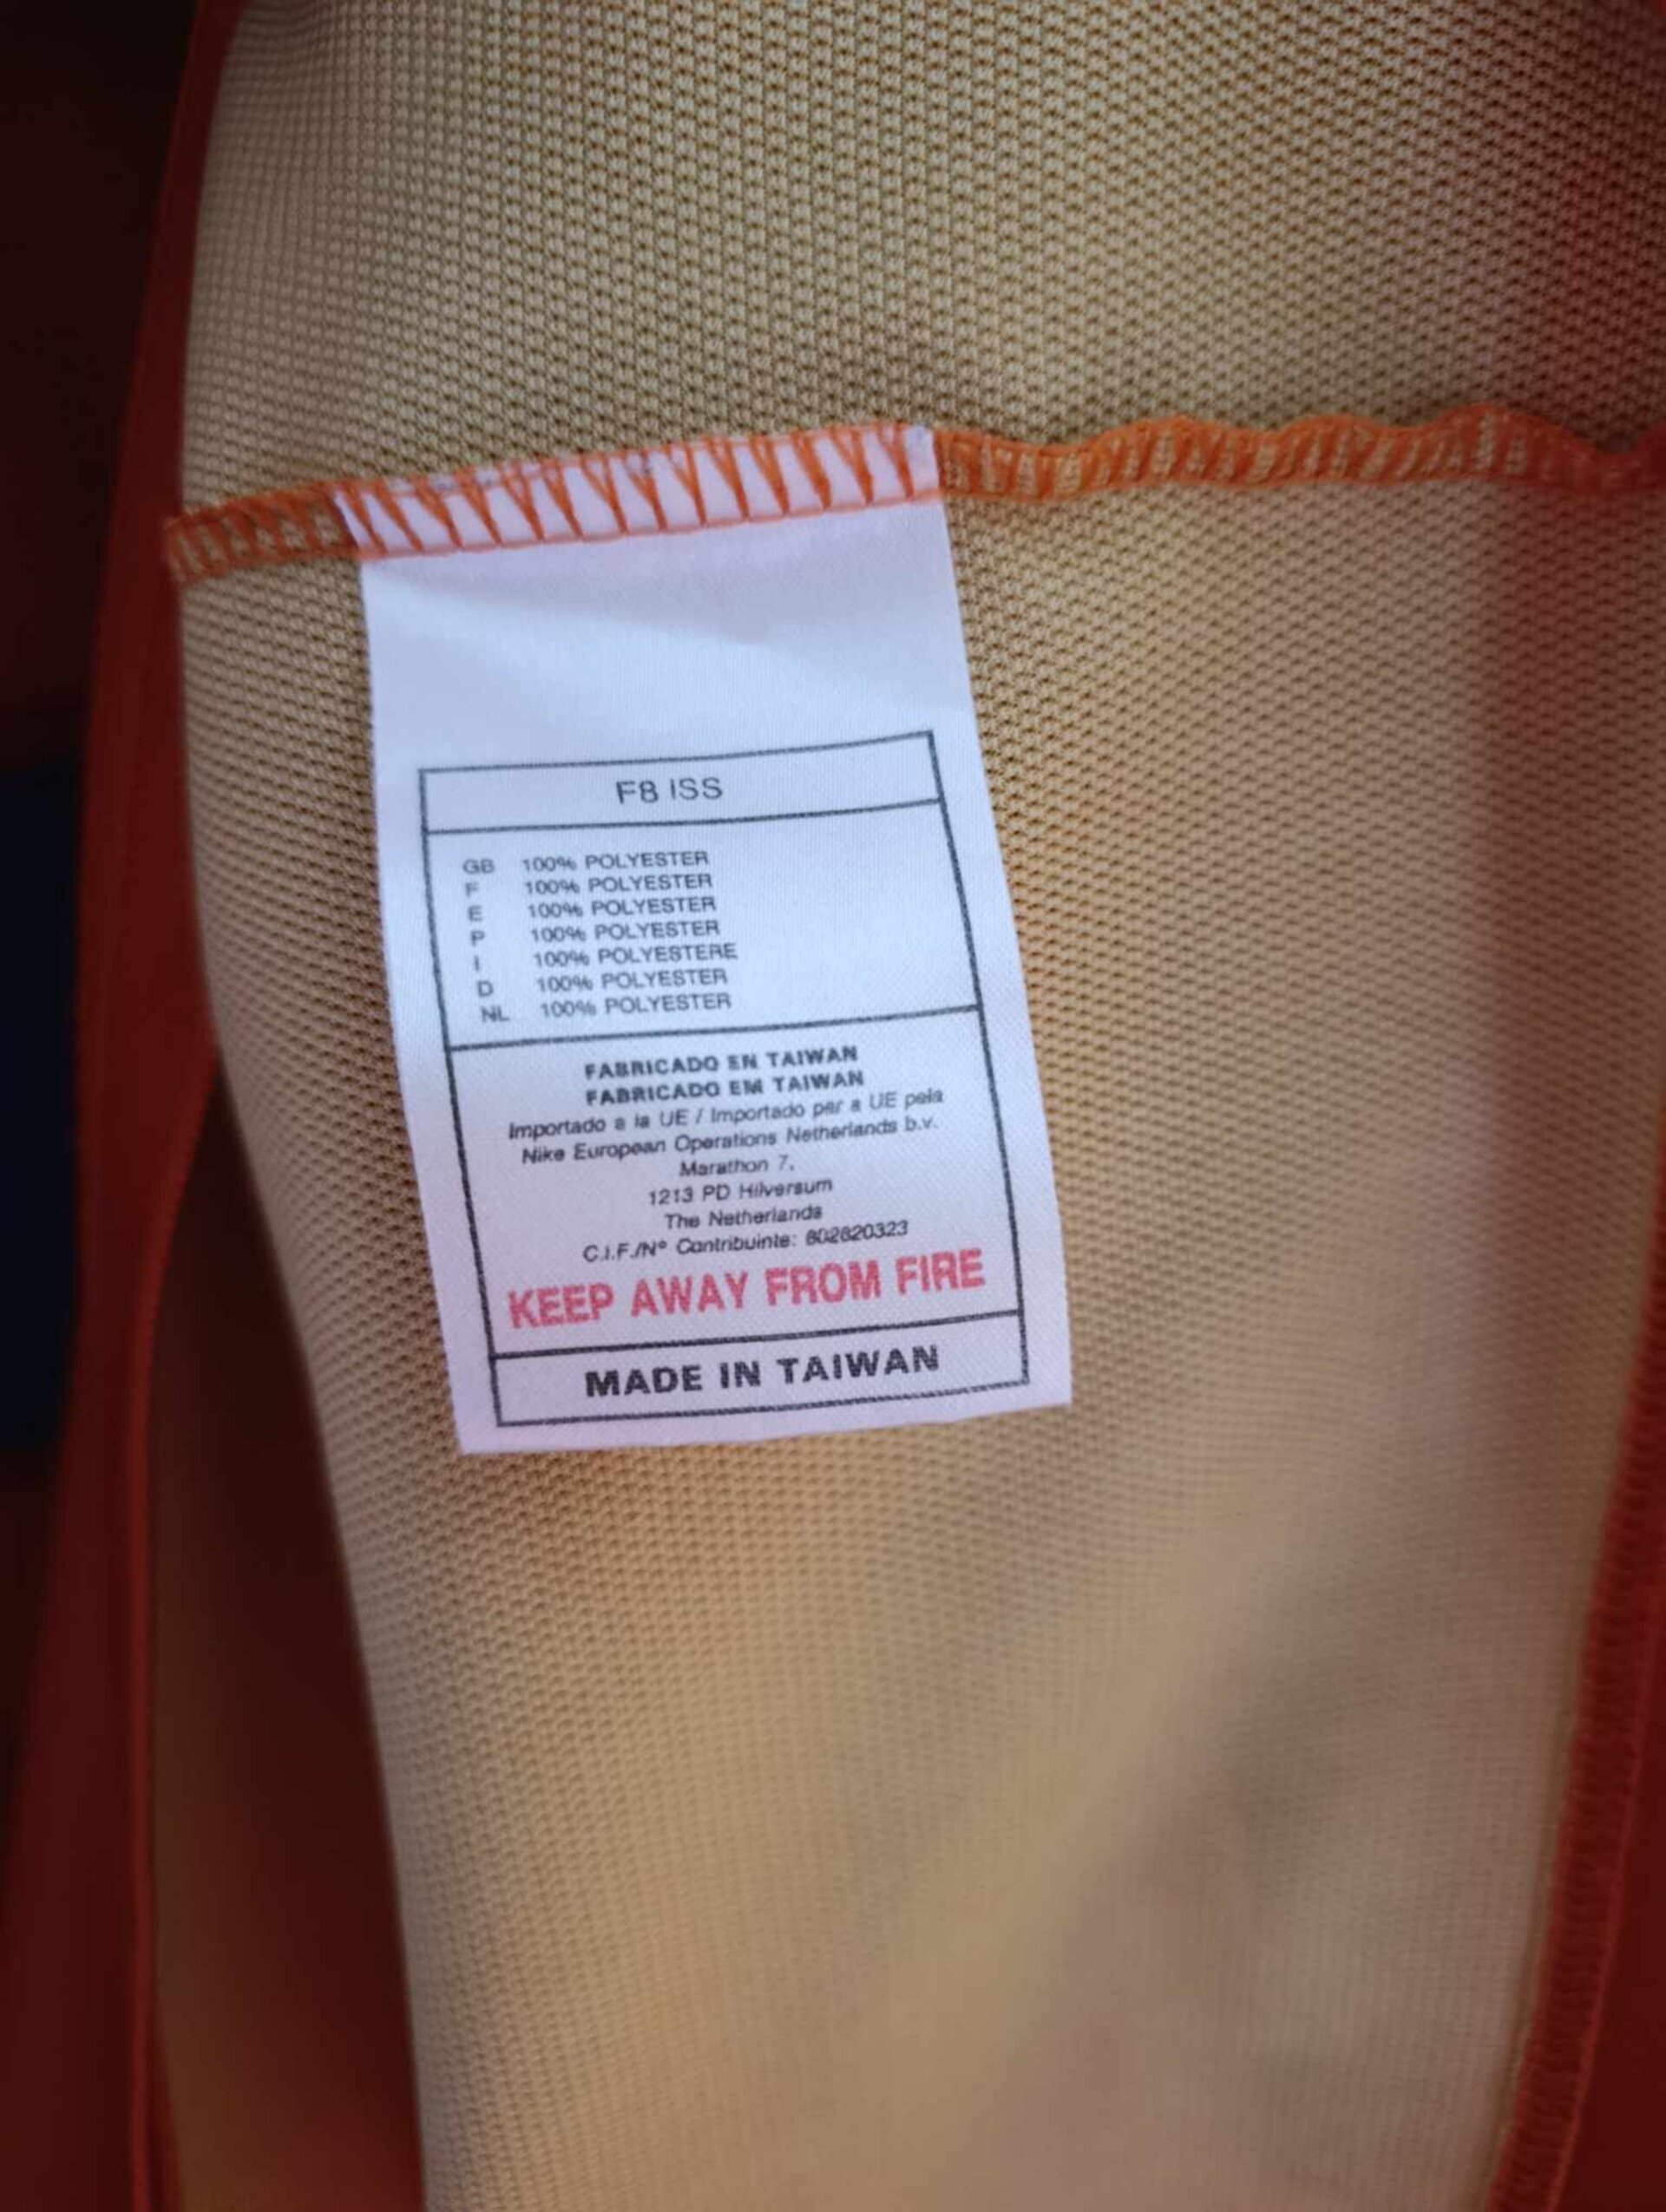 F8 ISS
GB 100% POLYESTER
F 100% POLYESTER
E 100% POLYESTER
P 100% POLYESTER
I 100% POLYESTERE
D 100% POLYESTER
NL 100% POLYESTER
FABRICADO EN TAIWAN
FABRICADO EM TAIWAN
Importado a la UE / Importado par a UE pela
Nike European Operations Netherlands b.v.
Marathon 7,
1213 PD Hilversum
The Netherlands
C.I.F./Nº Contribuinte: 802820323
KEEP AWAY FROM FIRE
MADE IN TAIWAN